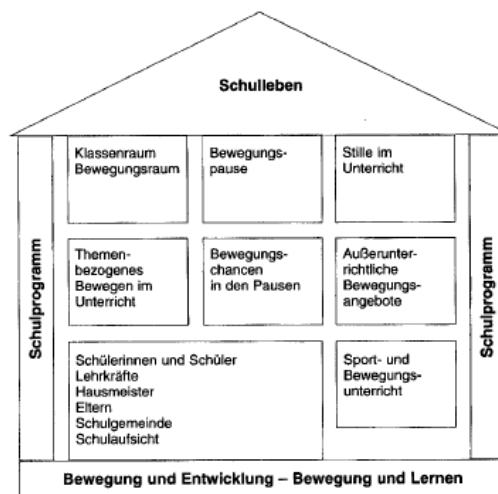 Schulleben
Schulprogramm
Klassenraum
Bewegungsraum
Bewegungs-
pause
Stille im
Unterricht
Themen-
bezogenes
Bewegen im
Unterricht
Bewegungs-
chancen
in den Pausen
Außerunter-
richtliche
Bewegungs-
angebote
Schülerinnen und Schüler
Lehrkräfte
Hausmeister
Eltern
Schulgemeinde
Schulaufsicht
Sport- und
Bewegungs-
unterricht
Schulprogramm
Bewegung und Entwicklung – Bewegung und Lernen